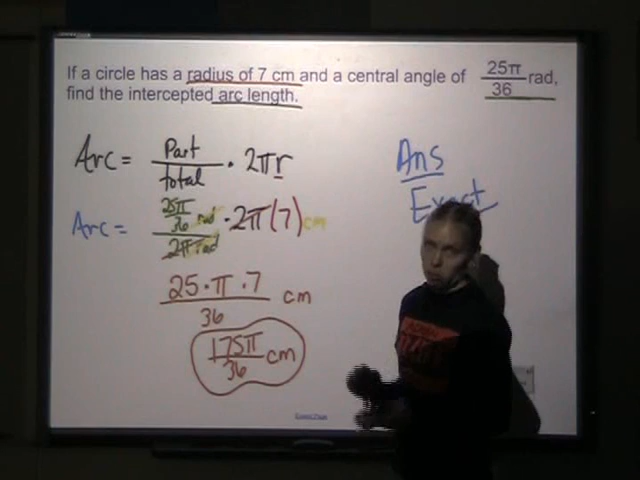 If a circle has a radius of 7 cm and a central angle of 25π/36 rad,
find the intercepted arc length.
Arc = Part/total · 2πr
Ans
Exact
Arc = 25π/36 rad / 2π rad · 2π(7) cm
25·π·7/36 cm
175π/36 cm